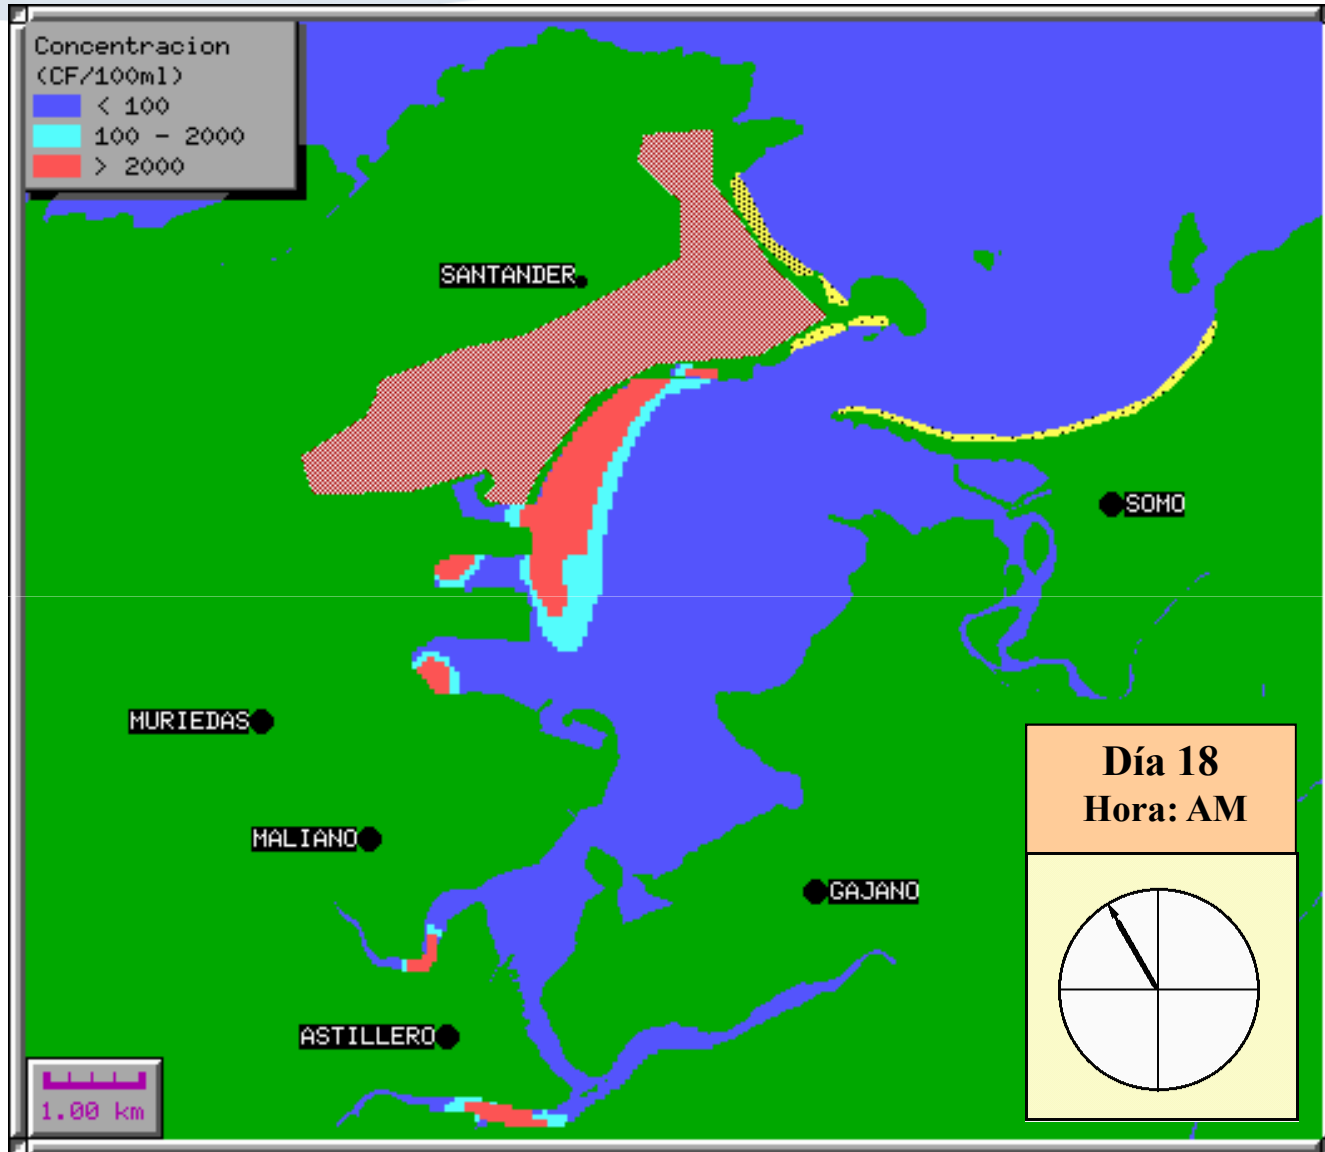 Concentracion
(CF/100ml)
< 100
100 - 2000
> 2000
SANTANDER
SOMO
MURIEDAS
Día 18
Hora: AM
MALIANO
GAJANO
ASTILLERO
1.00 km